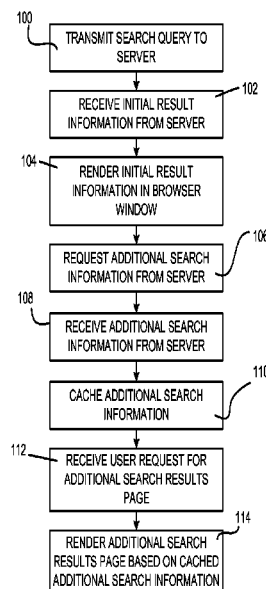 100
TRANSMIT SEARCH QUERY TO
SERVER
102
RECEIVE INITIAL RESULT
INFORMATION FROM SERVER
104
RENDER INITIAL RESULT
INFORMATION IN BROWSER
WINDOW
106
REQUEST ADDITIONAL SEARCH
INFORMATION FROM SERVER
108
RECEIVE ADDITIONAL SEARCH
INFORMATION FROM SERVER
110
CACHE ADDITIONAL SEARCH
INFORMATION
112
RECEIVE USER REQUEST FOR
ADDITIONAL SEARCH RESULTS
PAGE
114
RENDER ADDITIONAL SEARCH
RESULTS PAGE BASED ON CACHED
ADDITIONAL SEARCH INFORMATION